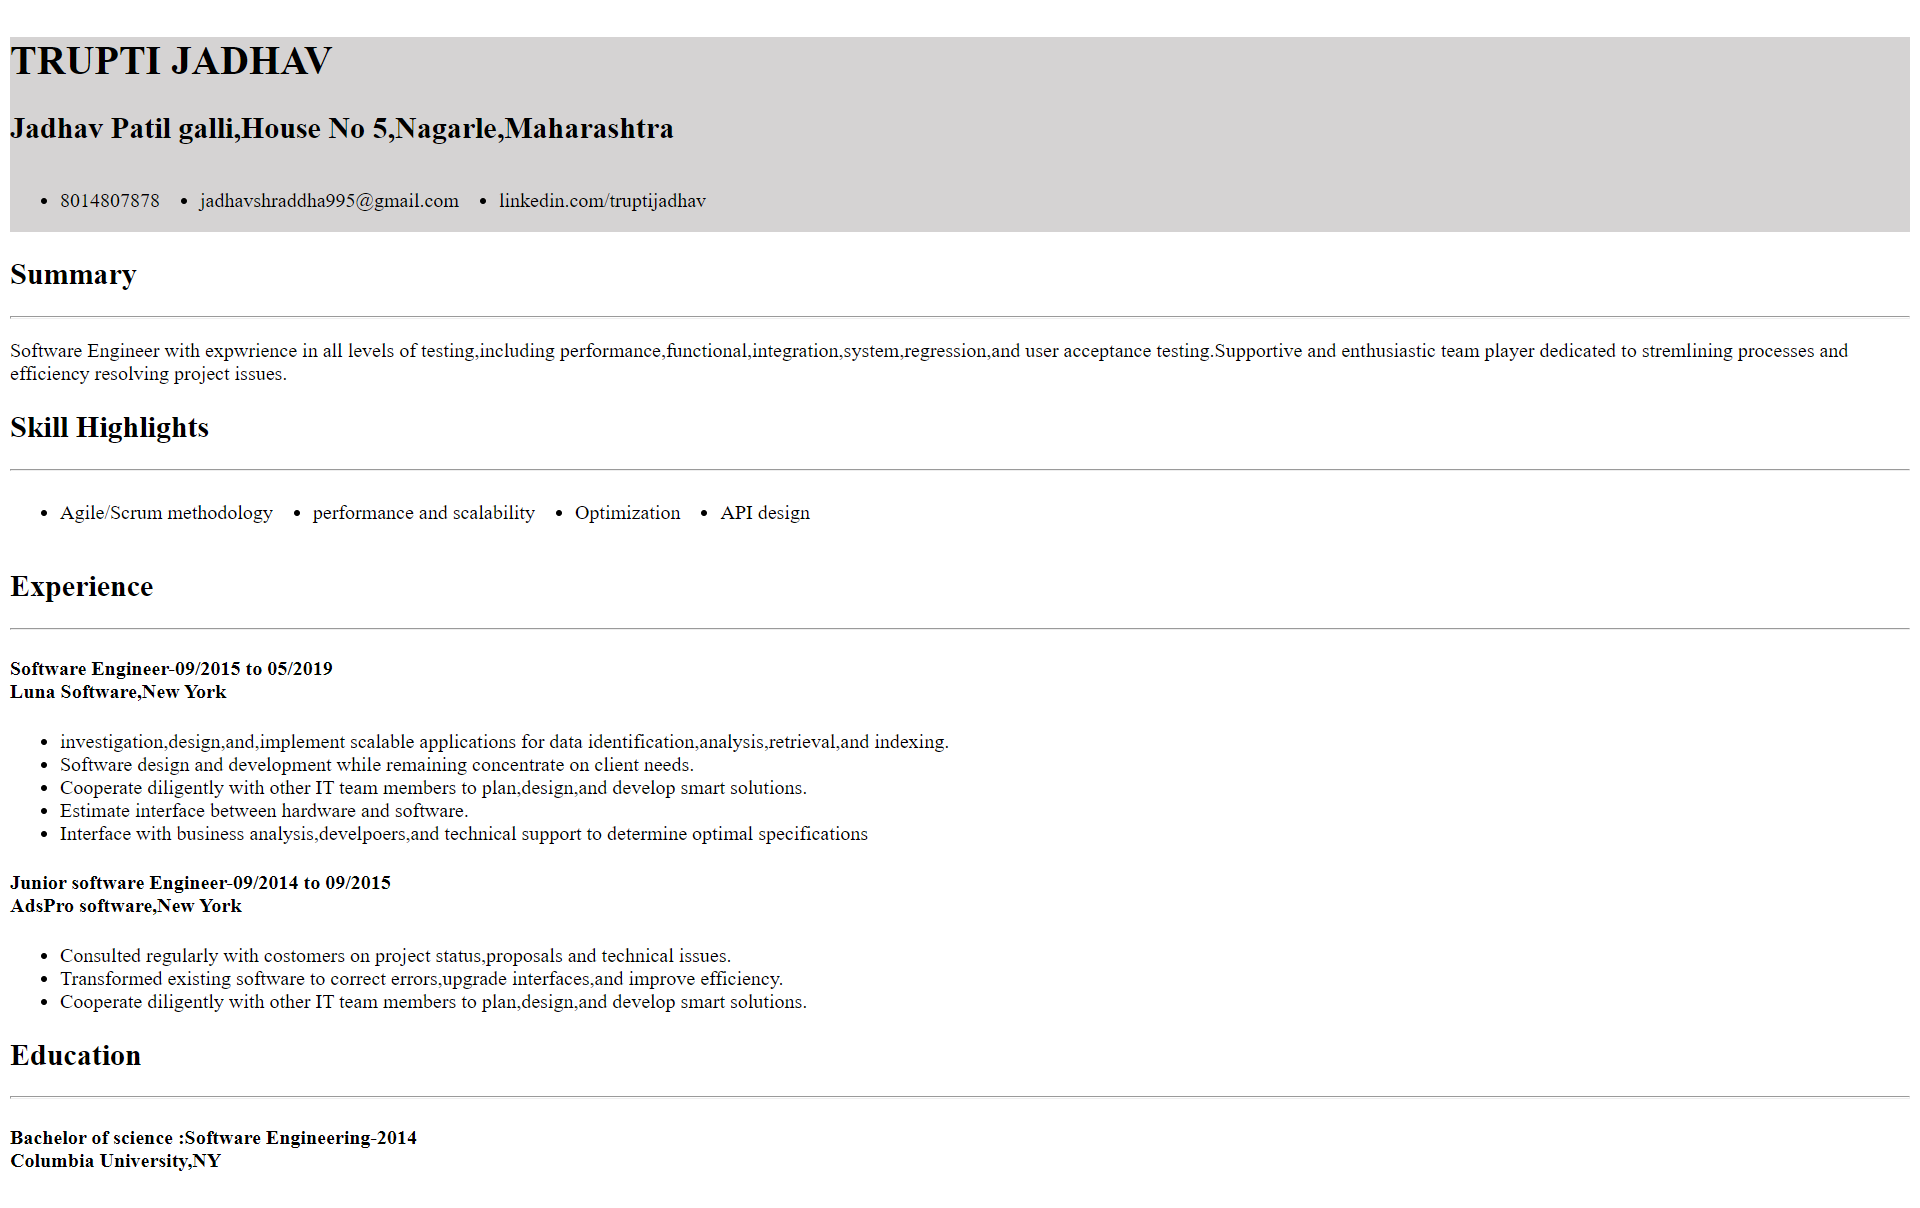 TRUPTI JADHAV
Jadhav Patil galli,House No 5,Nagarle,Maharashtra
• 8014807878 • jadhavshraddha995@gmail.com • linkedin.com/truptijadhav
Summary
Software Engineer with expwrience in all levels of testing,including performance,functional,integration,system,regression,and user acceptance testing.Supportive and enthusiastic team player dedicated to stremlining processes and
efficiency resolving project issues.
Skill Highlights
• Agile/Scrum methodology • performance and scalability • Optimization • API design
Experience
Software Engineer-09/2015 to 05/2019
Luna Software,New York
• investigation,design,and,implement scalable applications for data identification,analysis,retrieval,and indexing.
• Software design and development while remaining concentrate on client needs.
• Cooperate diligently with other IT team members to plan,design,and develop smart solutions.
• Estimate interface between hardware and software.
• Interface with business analysis,develpoers,and technical support to determine optimal specifications
Junior software Engineer-09/2014 to 09/2015
AdsPro software,New York
• Consulted regularly with costomers on project status,proposals and technical issues.
• Transformed existing software to correct errors,upgrade interfaces,and improve efficiency.
• Cooperate diligently with other IT team members to plan,design,and develop smart solutions.
Education
Bachelor of science :Software Engineering-2014
Columbia University,NY